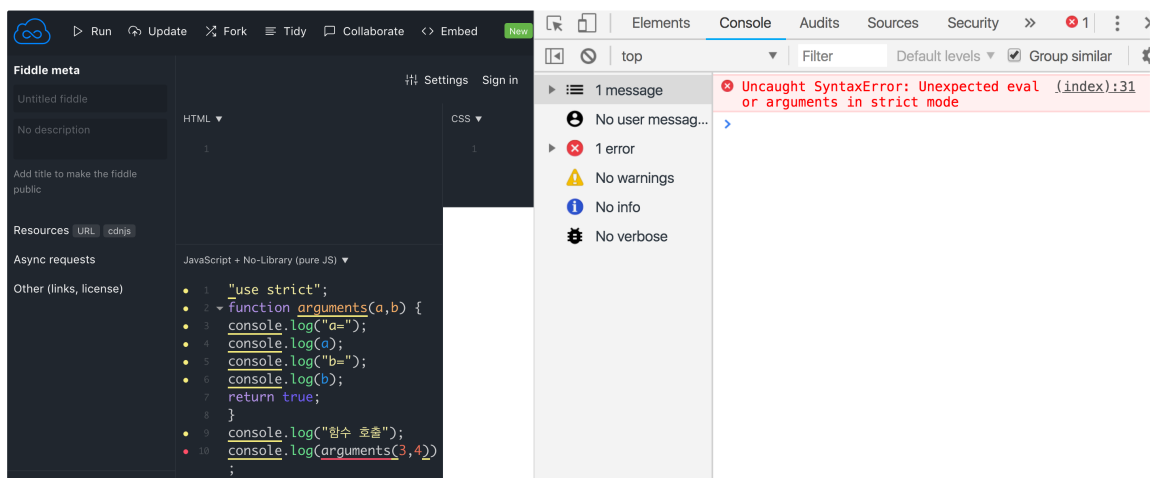 Run Update Fork Tidy Collaborate Embed New
Fiddle meta
Untitled fiddle
No description
Add title to make the fiddle
public
Resources URL cdnjs
Async requests
Other (links, license)
Settings Sign in
HTML ▼
1
CSS ▼
1
JavaScript + No-Library (pure JS) ▼
1 "use strict";
2 function arguments(a,b) {
3 console.log("a=");
4 console.log(a);
5 console.log("b=");
6 console.log(b);
7 return true;
8 }
9 console.log("함수 호출");
10 console.log(arguments(3,4))
;
Elements Console Audits Sources Security » 1
top ▼ Filter Default levels ▼ Group similar
1 message
No user messag...
1 error
No warnings
No info
No verbose
Uncaught SyntaxError: Unexpected eval (index):31
or arguments in strict mode
>